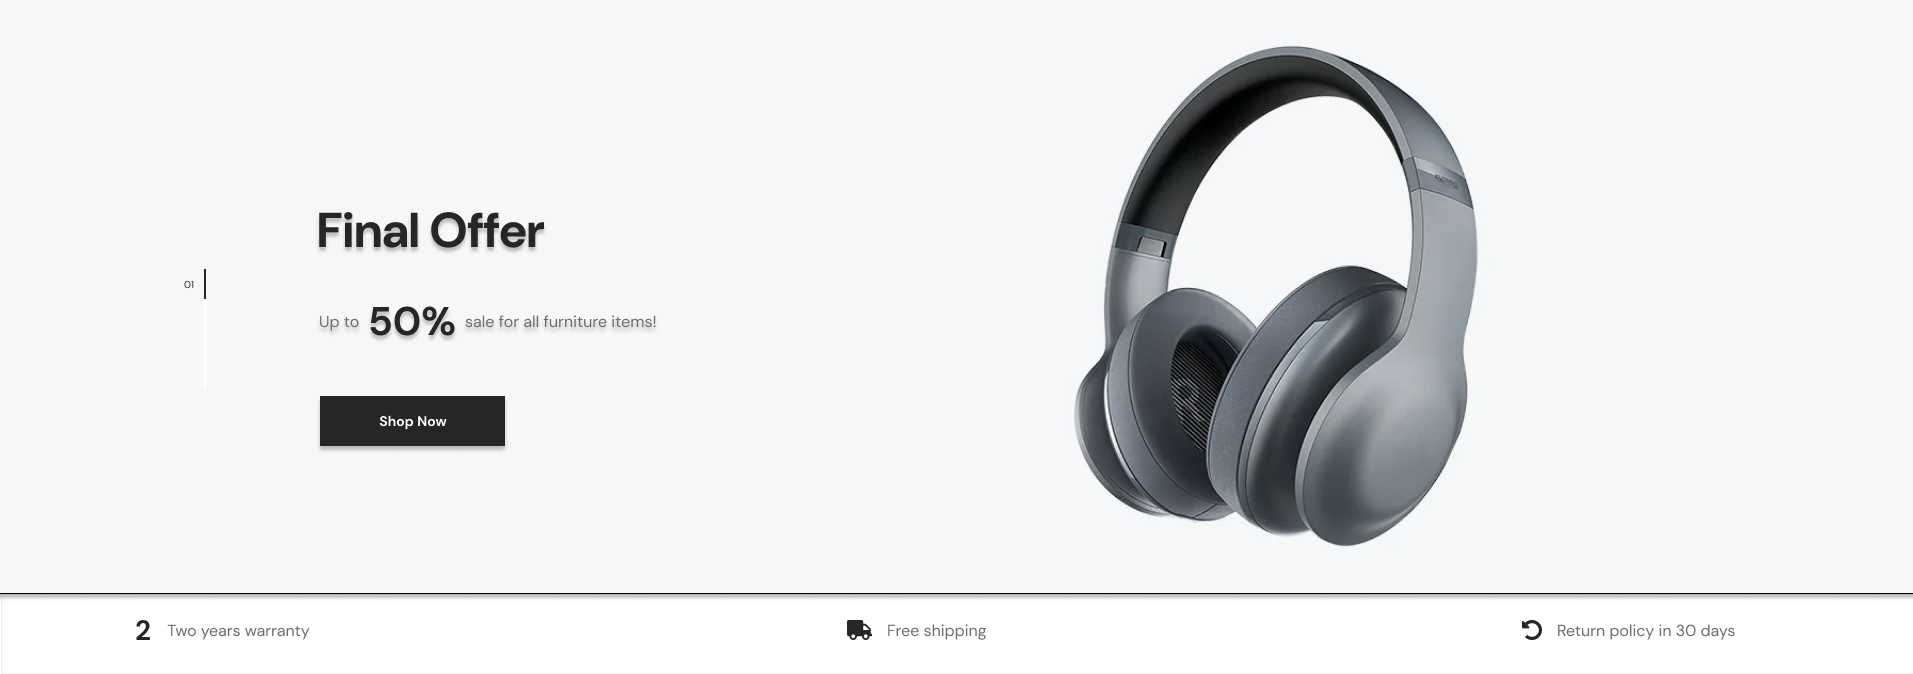 Final Offer
01
Up to 50% sale for all furniture items!
Shop Now
2 Two years warranty
Free shipping
Return policy in 30 days